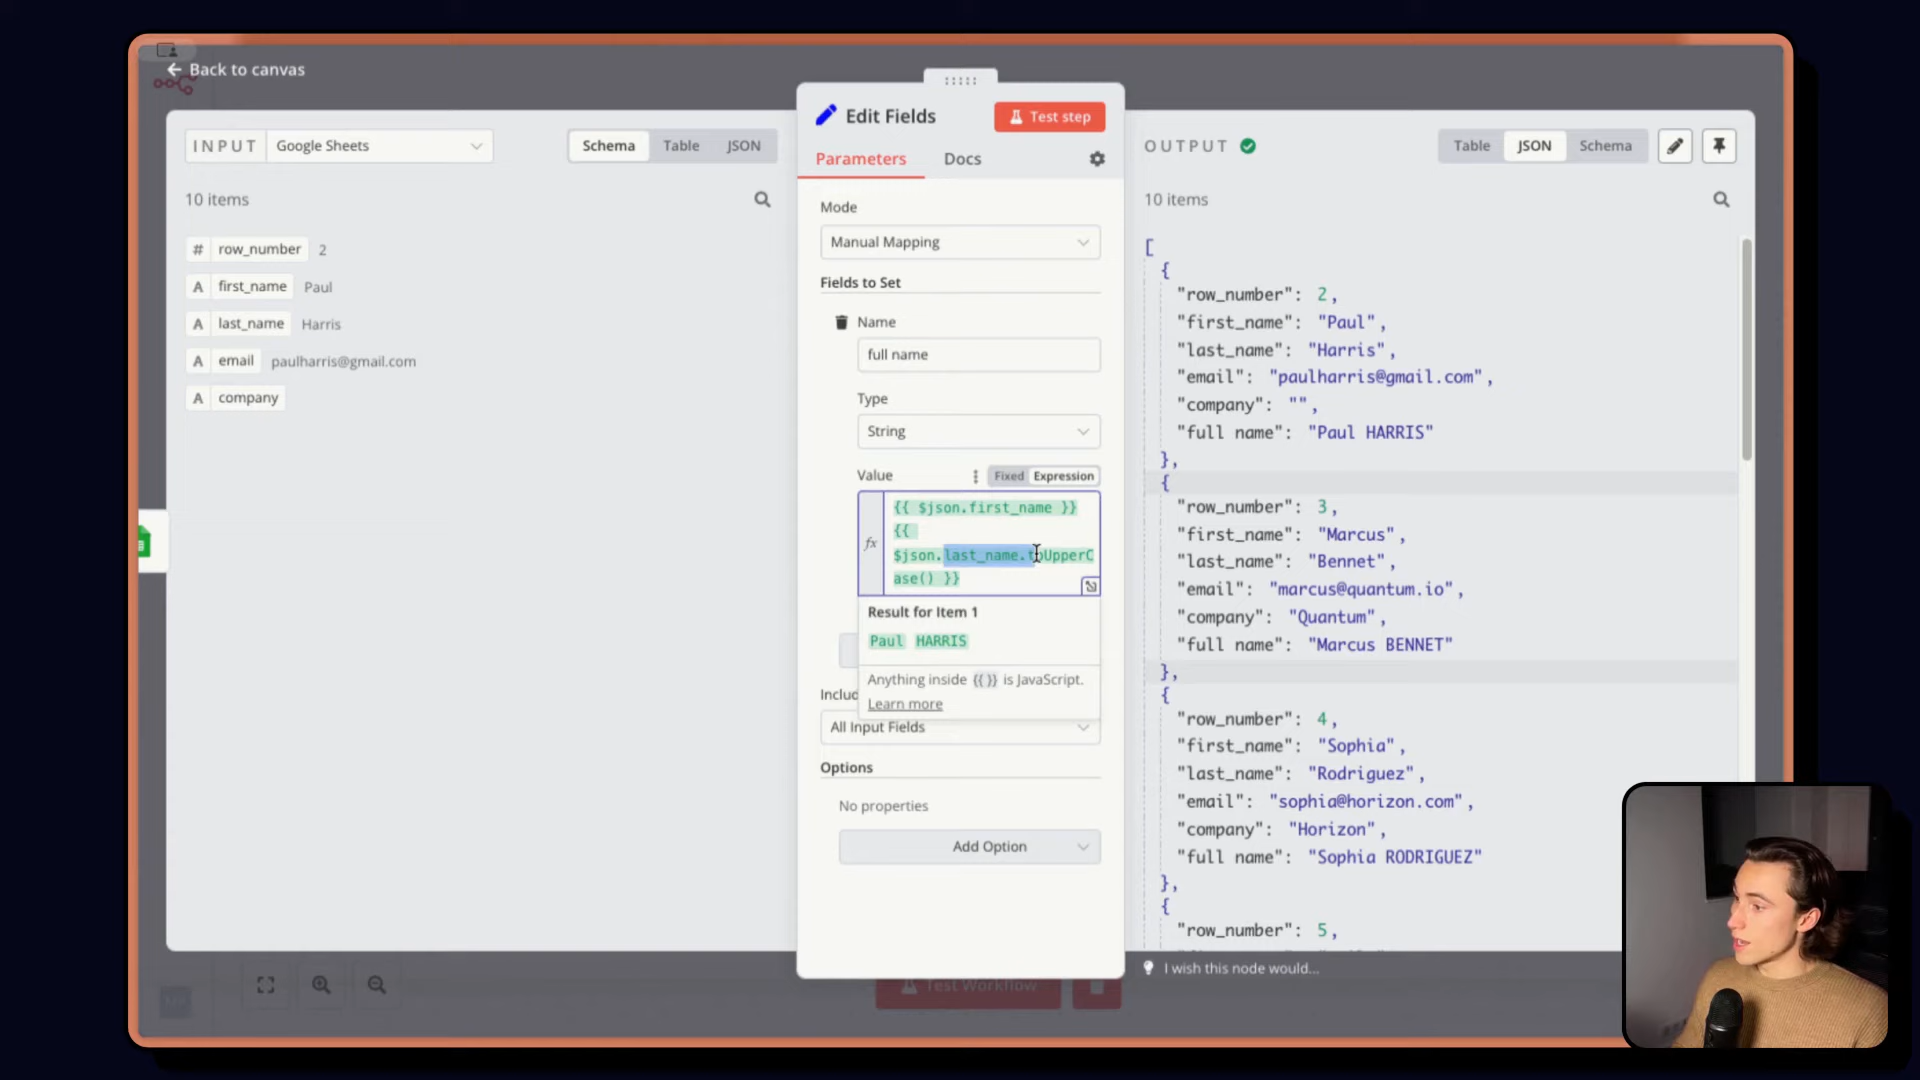 Back to canvas
INPUT
Google Sheets
Schema
Table
JSON
10 items
# row_number 2
A first_name Paul
A last_name Harris
A email paulharris@gmail.com
A company
Edit Fields
Test step
Parameters
Docs
Mode
Manual Mapping
Fields to Set
Name
full name
Type
String
Value
Fixed
Expression
fx
{{ $json.first_name }}
{{
$json.last_name.toUpperC
ase() }}
Result for Item 1
Paul HARRIS
Anything inside {{ }} is JavaScript.
Learn more
Includ
All Input Fields
Options
No properties
Add Option
OUTPUT
Table
JSON
Schema
10 items
[
{
"row_number": 2,
"first_name": "Paul",
"last_name": "Harris",
"email": "paulharris@gmail.com",
"company": "",
"full name": "Paul HARRIS"
},
{
"row_number": 3,
"first_name": "Marcus",
"last_name": "Bennet",
"email": "marcus@quantum.io",
"company": "Quantum",
"full name": "Marcus BENNET"
},
{
"row_number": 4,
"first_name": "Sophia",
"last_name": "Rodriguez",
"email": "sophia@horizon.com",
"company": "Horizon",
"full name": "Sophia RODRIGUEZ"
},
{
"row_number": 5,
I wish this node would...
Test Workflow